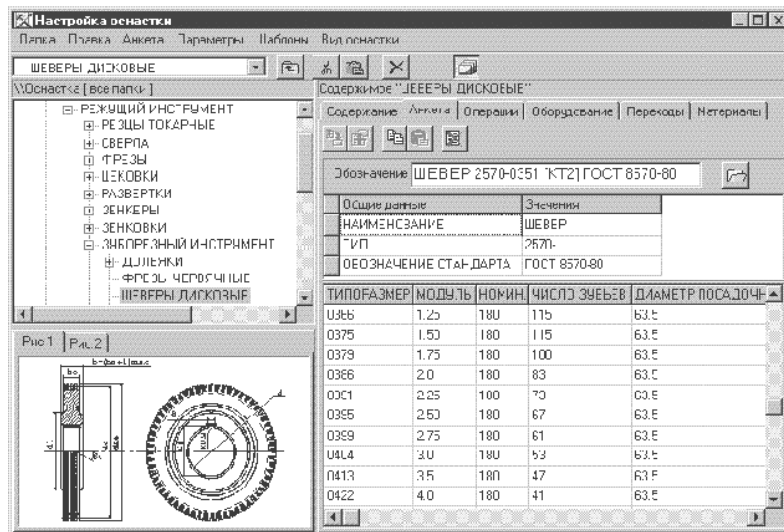 Настройка оснастки
Папка Правка Анкета Параметры Шаблоны Вид оснастки
ШЕВЕРЫ ДИСКОВЫЕ
\\Оснастка [ все папки ]
РЕЖУЩИЙ ИНСТРУМЕНТ
РЕЗЦЫ ТОКАРНЫЕ
СВЕРЛА
ФРЕЗЫ
ЦЕКОВКИ
РАЗВЕРТКИ
ЗЕНКЕРЫ
ЗЕНКОВКИ
ЗУБОРЕЗНЫЙ ИНСТРУМЕНТ
ДОЛБЯКИ
ФРЕЗЫ ЧЕРВЯЧНЫЕ
ШЕВЕРЫ ДИСКОВЫЕ
Рис.1 Рис.2
Содержимое "ШЕВЕРЫ ДИСКОВЫЕ"
Содержание Анкета Операции Оборудование Переходы Материалы
Обозначение ШЕВЕР 2570-0351 [КТ2] ГОСТ 8570-80
Общие данные Значения
НАИМЕНОВАНИЕ ШЕВЕР
ТИП 2570-
ОБОЗНАЧЕНИЕ СТАНДАРТА ГОСТ 8570-80
ТИПОРАЗМЕР МОДУЛЬ НОМИН. ЧИСЛО ЗУБЬЕВ ДИАМЕТР ПОСАДОЧН
0366 1.25 180 115 63.5
0375 1.50 180 115 63.5
0379 1.75 180 100 63.5
0386 2.0 180 83 63.5
2.25 73 63.5
0395 2.50 180 67 63.5
0399 2.75 180 61 63.5
0404 3.0 180 53 63.5
0413 3.5 180 47 63.5
0422 4.0 180 41 63.5